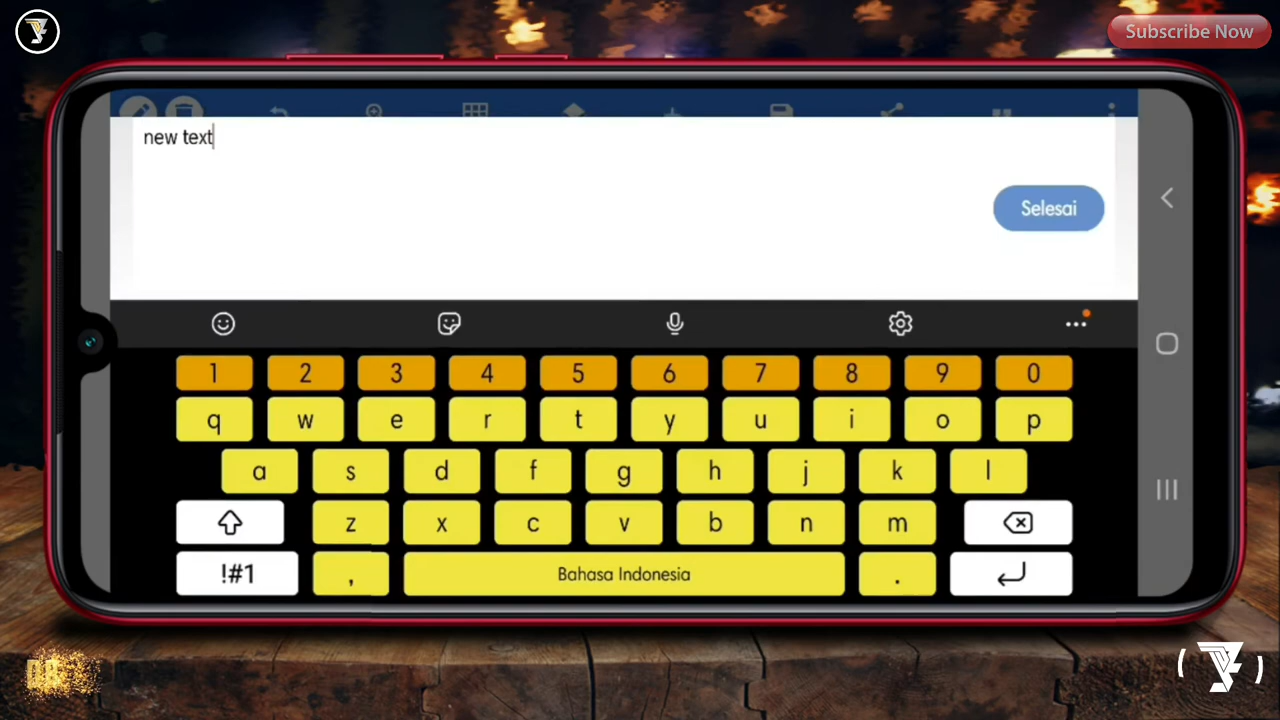 Subscribe Now
new text
Selesai
1 2 3 4 5 6 7 8 9 0
q w e r t y u i o p
a s d f g h j k l
z x c v b n m
!#1 , Bahasa Indonesia .